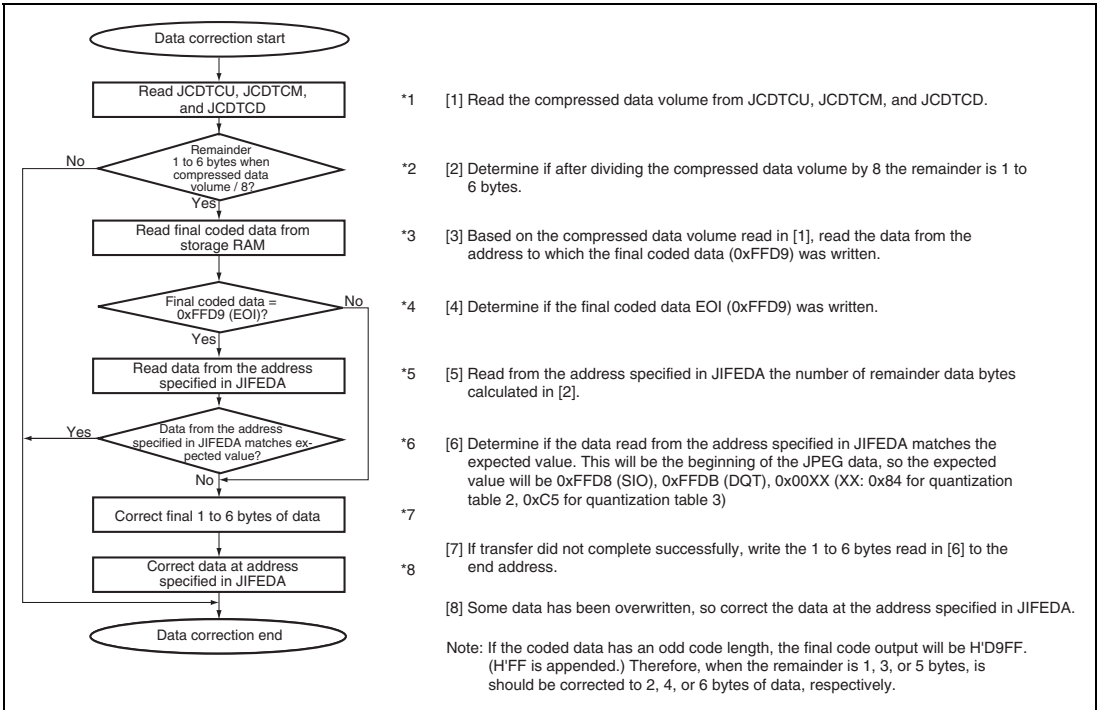 Data correction start
Read JCDTCU, JCDTCM,
and JCDTCD
Remainder
1 to 6 bytes when
compressed data
volume / 8?
No
Yes
Read final coded data from
storage RAM
Final coded data =
0xFFD9 (EOI)?
No
Yes
Read data from the address
specified in JIFEDA
Data from the address
specified in JIFEDA matches ex-
pected value?
Yes
No
Correct final 1 to 6 bytes of data
Correct data at address
specified in JIFEDA
Data correction end
*1 [1] Read the compressed data volume from JCDTCU, JCDTCM, and JCDTCD.
*2 [2] Determine if after dividing the compressed data volume by 8 the remainder is 1 to
6 bytes.
*3 [3] Based on the compressed data volume read in [1], read the data from the
address to which the final coded data (0xFFD9) was written.
*4 [4] Determine if the final coded data EOI (0xFFD9) was written.
*5 [5] Read from the address specified in JIFEDA the number of remainder data bytes
calculated in [2].
*6 [6] Determine if the data read from the address specified in JIFEDA matches the
expected value. This will be the beginning of the JPEG data, so the expected
value will be 0xFFD8 (SIO), 0xFFDB (DQT), 0x00XX (XX: 0x84 for quantization
table 2, 0xC5 for quantization table 3)
*7
[7] If transfer did not complete successfully, write the 1 to 6 bytes read in [6] to the
end address.
*8
[8] Some data has been overwritten, so correct the data at the address specified in JIFEDA.
Note: If the coded data has an odd code length, the final code output will be H'D9FF.
(H'FF is appended.) Therefore, when the remainder is 1, 3, or 5 bytes, is
should be corrected to 2, 4, or 6 bytes of data, respectively.